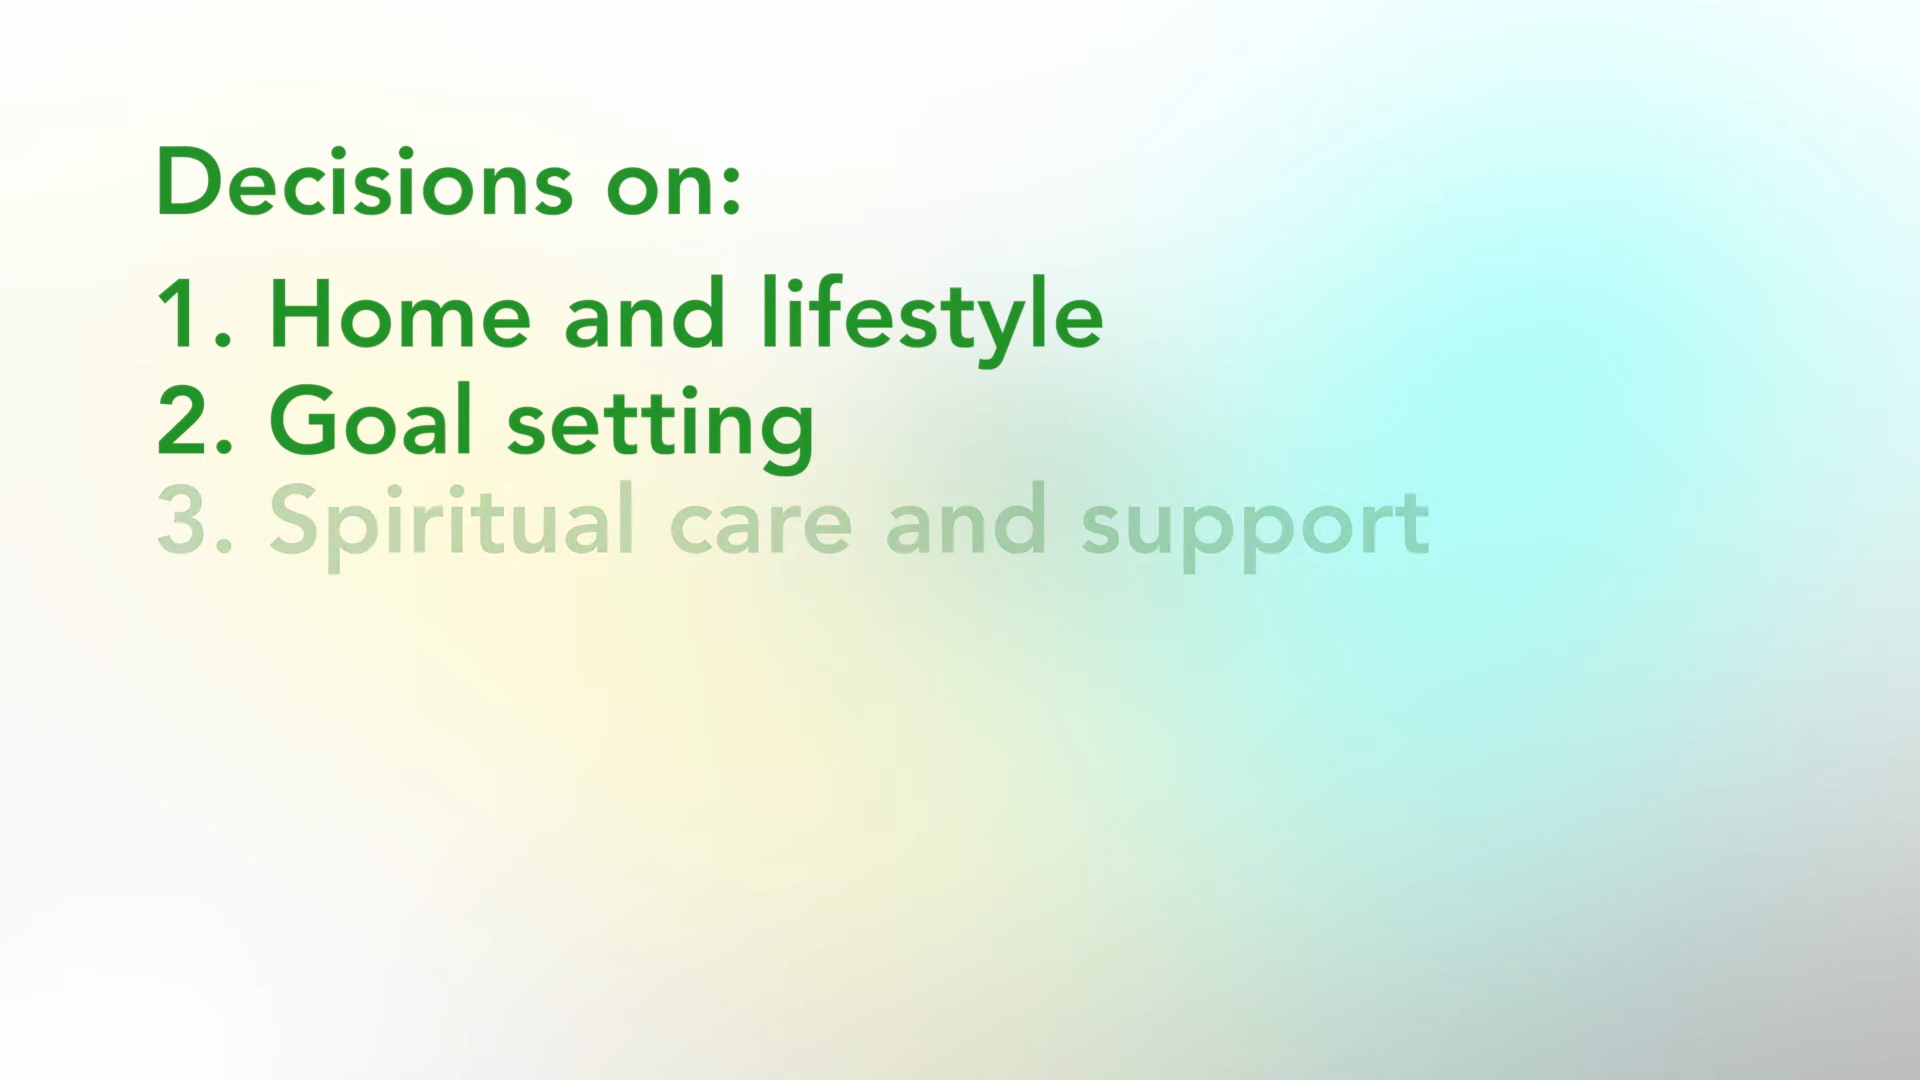 Decisions on:
1. Home and lifestyle
2. Goal setting
3. Spiritual care and support